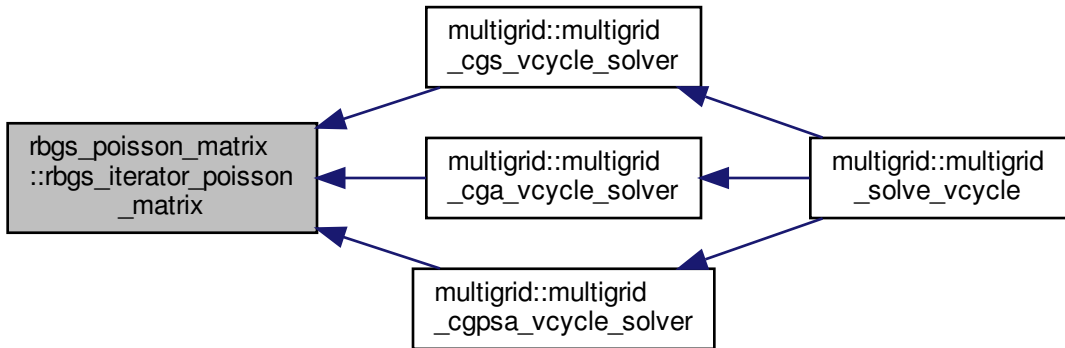 rbgs_poisson_matrix
::rbgs_iterator_poisson
_matrix
multigrid::multigrid
_cgs_vcycle_solver
multigrid::multigrid
_cga_vcycle_solver
multigrid::multigrid
_cgpsa_vcycle_solver
multigrid::multigrid
_solve_vcycle